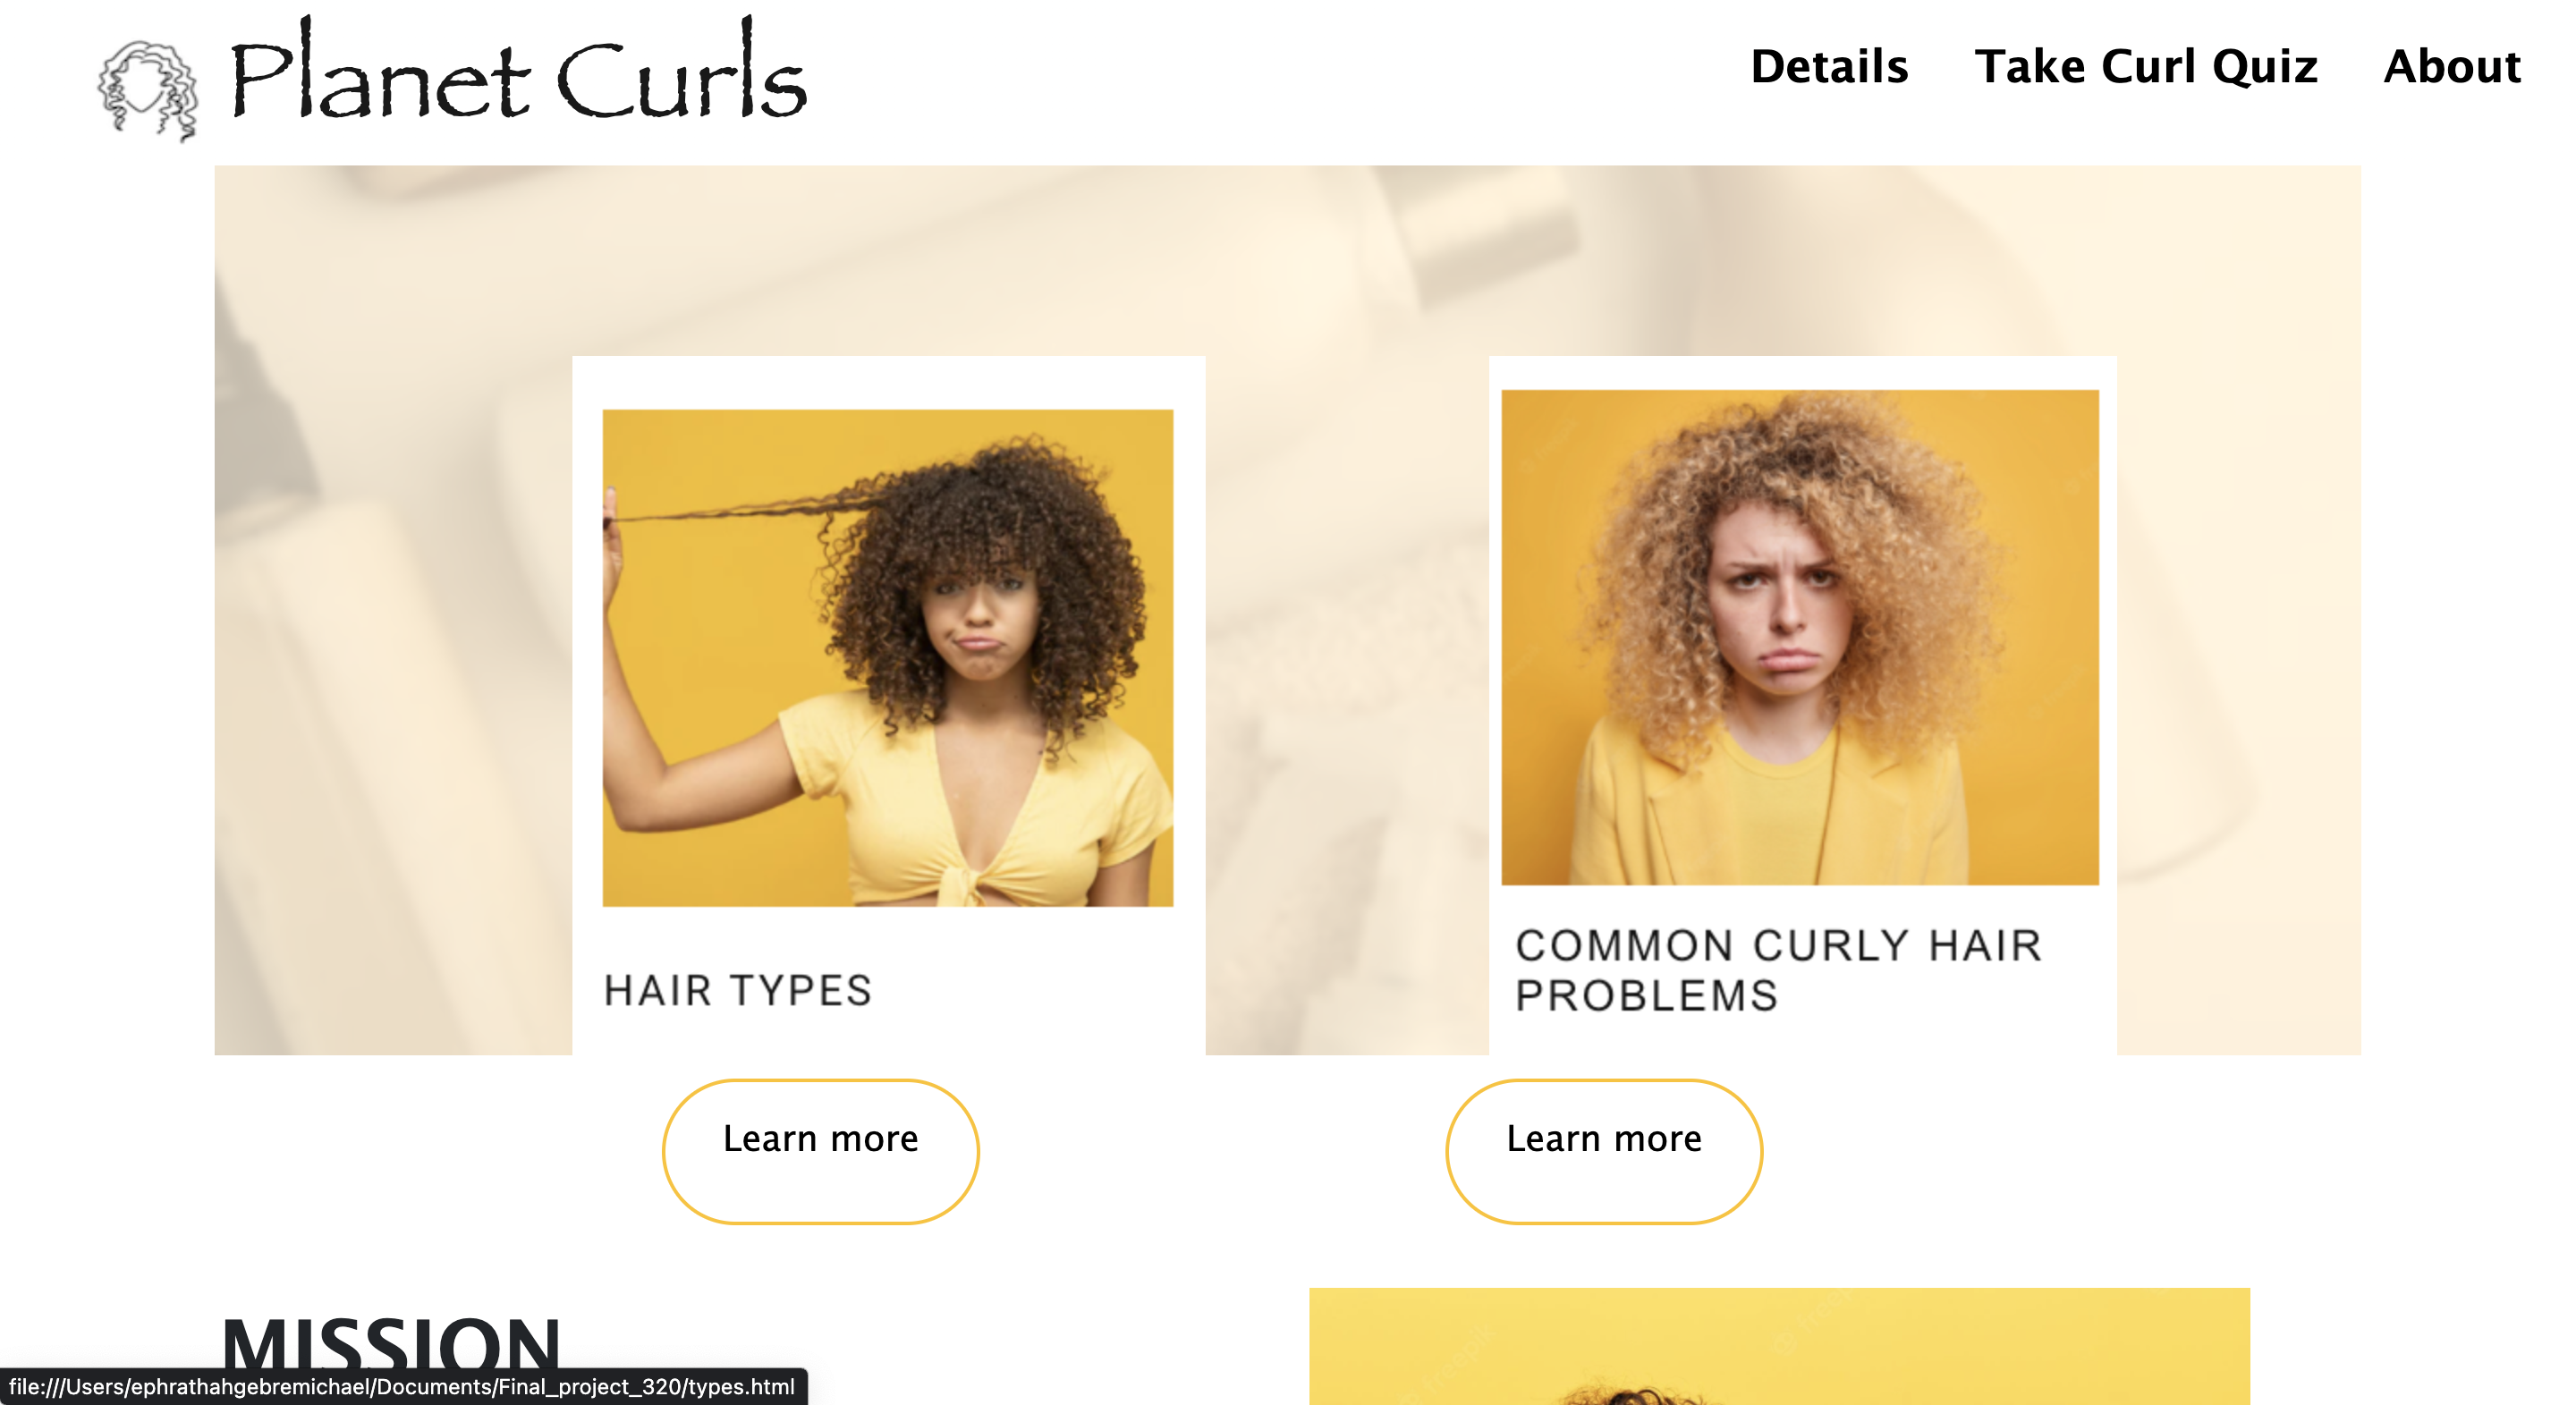 Planet Curls
Details Take Curl Quiz About
HAIR TYPES
COMMON CURLY HAIR
PROBLEMS
Learn more
Learn more
MISSION
file:///Users/ephrathahgebremichael/Documents/Final_project_320/types.html
freepik